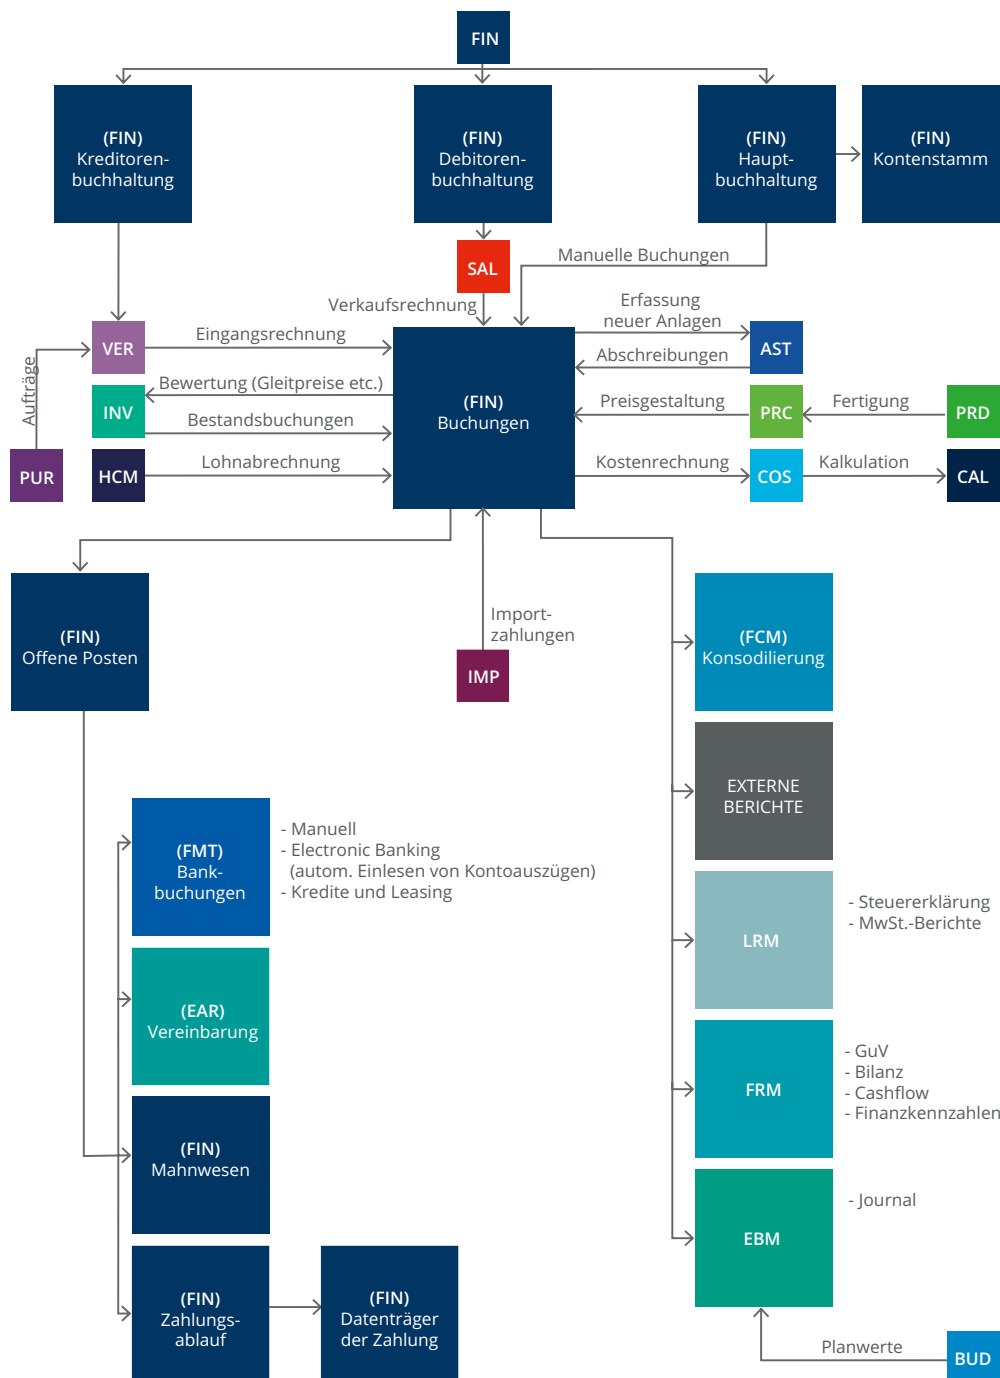 FIN
(FIN)
Kreditoren-
buchhaltung
(FIN)
Debitoren-
buchhaltung
(FIN)
Haupt-
buchhaltung
(FIN)
Kontenstamm
SAL
Manuelle Buchungen
Verkaufsrechnung
Erfassung
neuer Anlagen
VER
Eingangsrechnung
AST
Abschreibungen
Aufträge
Bewertung (Gleitpreise etc.)
INV
Bestandsbuchungen
(FIN)
Buchungen
Preisgestaltung
PRC
Fertigung
PRD
PUR
HCM
Lohnabrechnung
Kostenrechnung
COS
Kalkulation
CAL
(FIN)
Offene Posten
Import-
zahlungen
IMP
(FCM)
Konsodilierung
EXTERNE
BERICHTE
(FMT)
Bank-
buchungen
- Manuell
- Electronic Banking
(autom. Einlesen von Kontoauszügen)
- Kredite und Leasing
LRM
- Steuererklärung
- MwSt.-Berichte
(EAR)
Vereinbarung
FRM
- GuV
- Bilanz
- Cashflow
- Finanzkennzahlen
(FIN)
Mahnwesen
EBM
- Journal
(FIN)
Zahlungs-
ablauf
(FIN)
Datenträger
der Zahlung
Planwerte
BUD